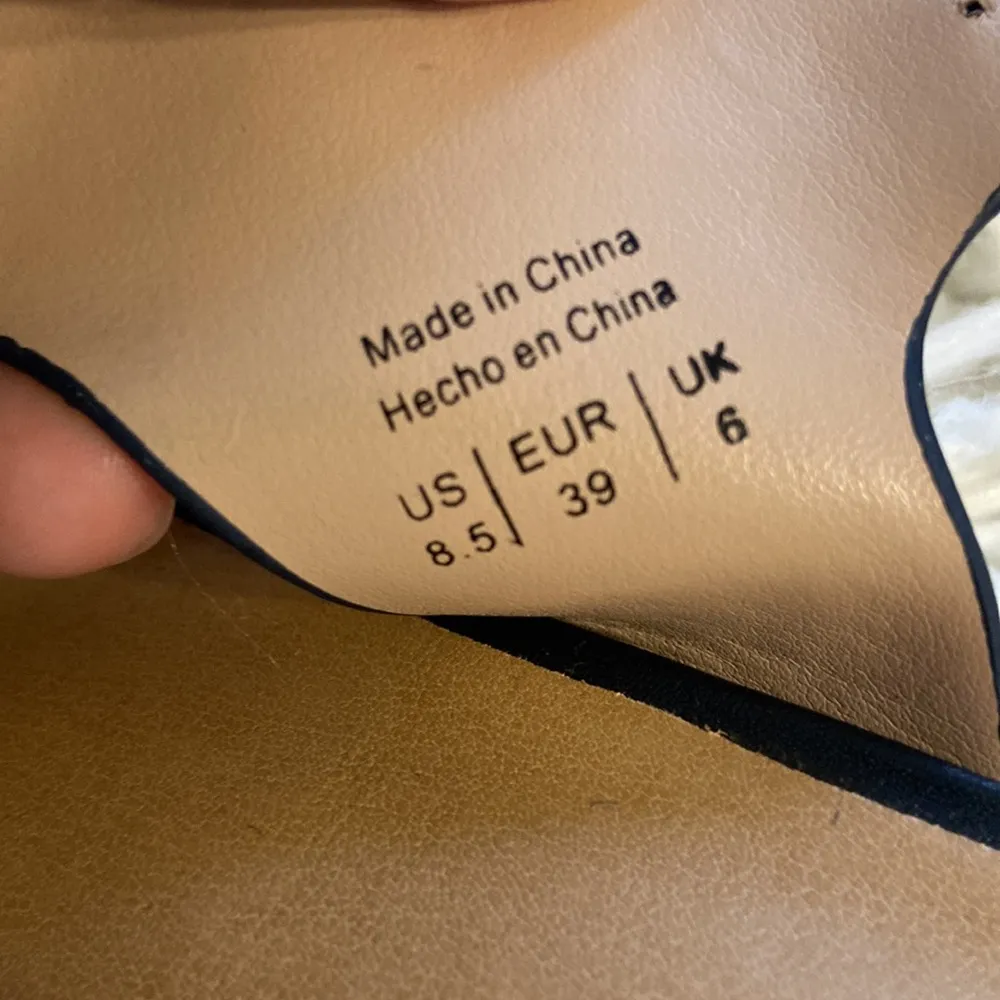 Made in China
Hecho en China
US | EUR | UK
8.5 | 39 | 6